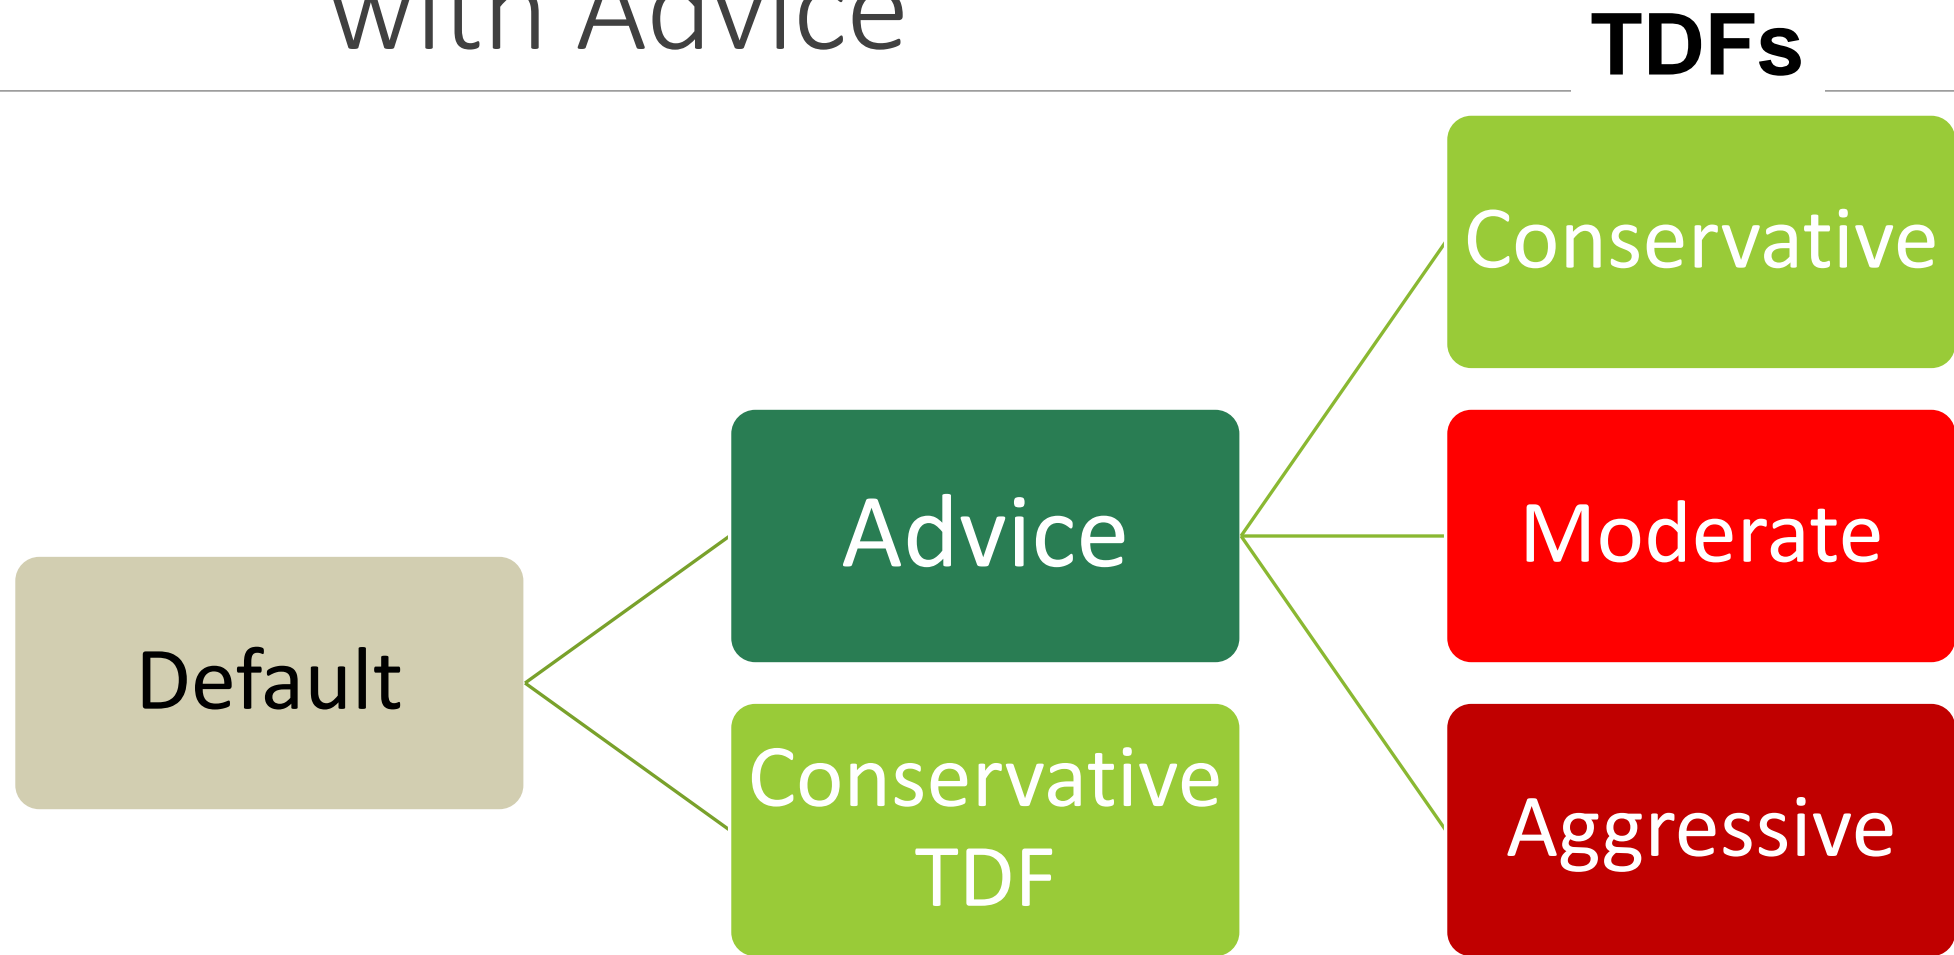 with Advice
TDFs
Conservative
Advice
Moderate
Default
Conservative
TDF
Aggressive